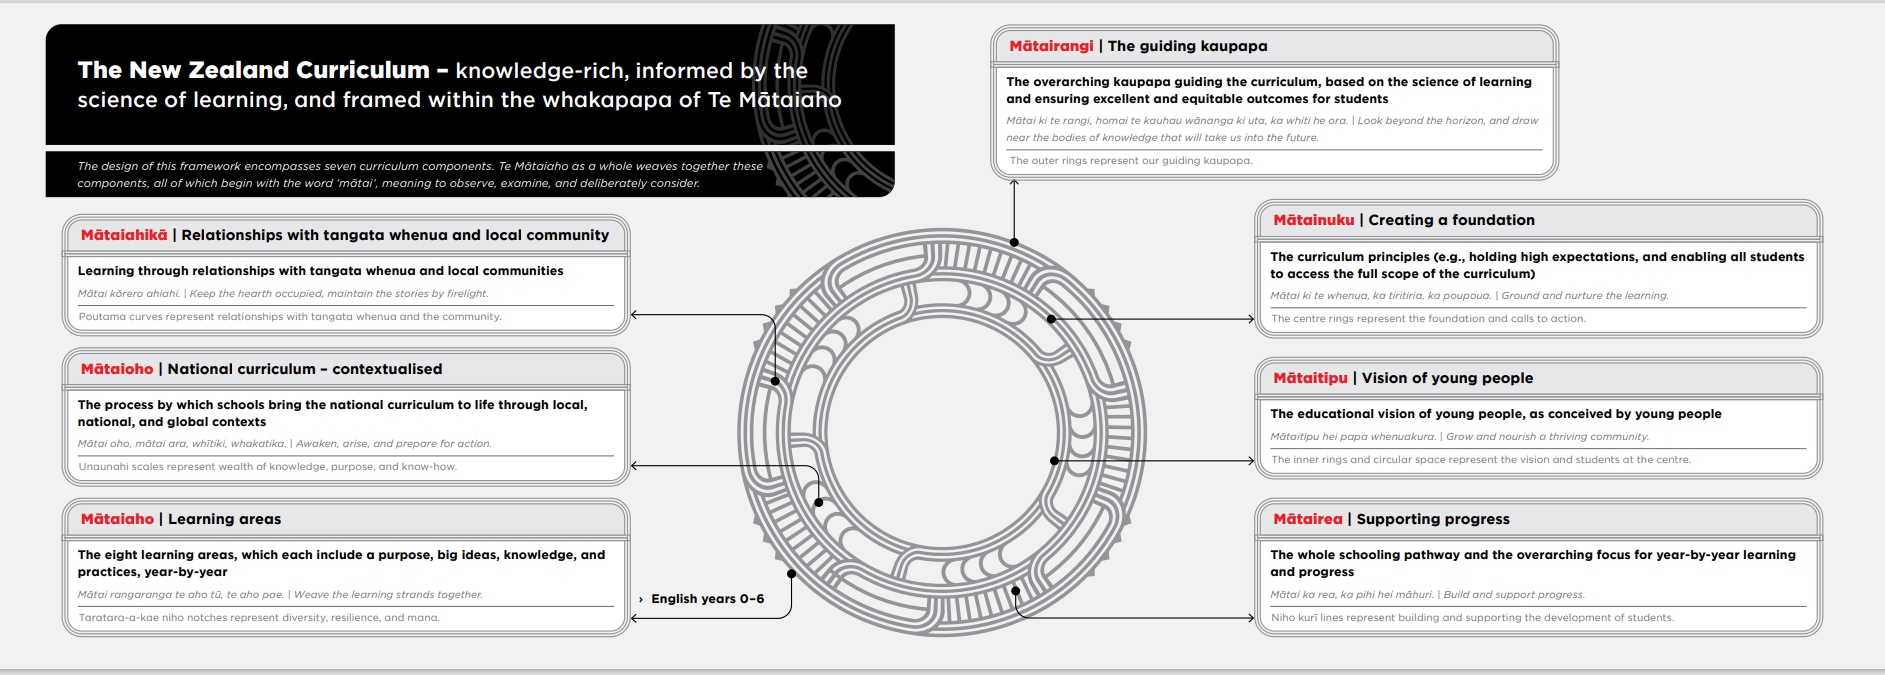 The New Zealand Curriculum – knowledge-rich, informed by the
science of learning, and framed within the whakapapa of Te Mātaiaho
The design of this framework encompasses seven curriculum components. Te Mātaiaho as a whole weaves together these
components, all of which begin with the word ‘mātai’, meaning to observe, examine, and deliberately consider.
Mātairangi | The guiding kaupapa
The overarching kaupapa guiding the curriculum, based on the science of learning
and ensuring excellent and equitable outcomes for students
Mātai ki te rangi, homai te kauhau wānanga ki uta, ka whiti he ora. | Look beyond the horizon, and draw
near the bodies of knowledge that will take us into the future.
The outer rings represent our guiding kaupapa.
Mātaiahikā | Relationships with tangata whenua and local community
Learning through relationships with tangata whenua and local communities
Mātai kōrero ahiahi. | Keep the hearth occupied, maintain the stories by firelight.
Poutama curves represent relationships with tangata whenua and the community.
Mātaioho | National curriculum – contextualised
The process by which schools bring the national curriculum to life through local,
national, and global contexts
Mātai oho, mātai ara, whītiki, whakatika. | Awaken, arise, and prepare for action.
Unaunahi scales represent wealth of knowledge, purpose, and know-how.
Mātaiaho | Learning areas
The eight learning areas, which each include a purpose, big ideas, knowledge, and
practices, year-by-year
Mātai rangaranga te aho tū, te aho pae. | Weave the learning strands together.
Taratara-a-kae niho notches represent diversity, resilience, and mana.
› English years 0–6
Mātainuku | Creating a foundation
The curriculum principles (e.g., holding high expectations, and enabling all students
to access the full scope of the curriculum)
Mātai ki te whenua, ka tiritiria, ka poupoua. | Ground and nurture the learning.
The centre rings represent the foundation and calls to action.
Mātaitipu | Vision of young people
The educational vision of young people, as conceived by young people
Mātaitipu hei papa whenuakura. | Grow and nourish a thriving community.
The inner rings and circular space represent the vision and students at the centre.
Mātairea | Supporting progress
The whole schooling pathway and the overarching focus for year-by-year learning
and progress
Mātai ka rea, ka pihi hei māhuri. | Build and support progress.
Niho kurī lines represent building and supporting the development of students.